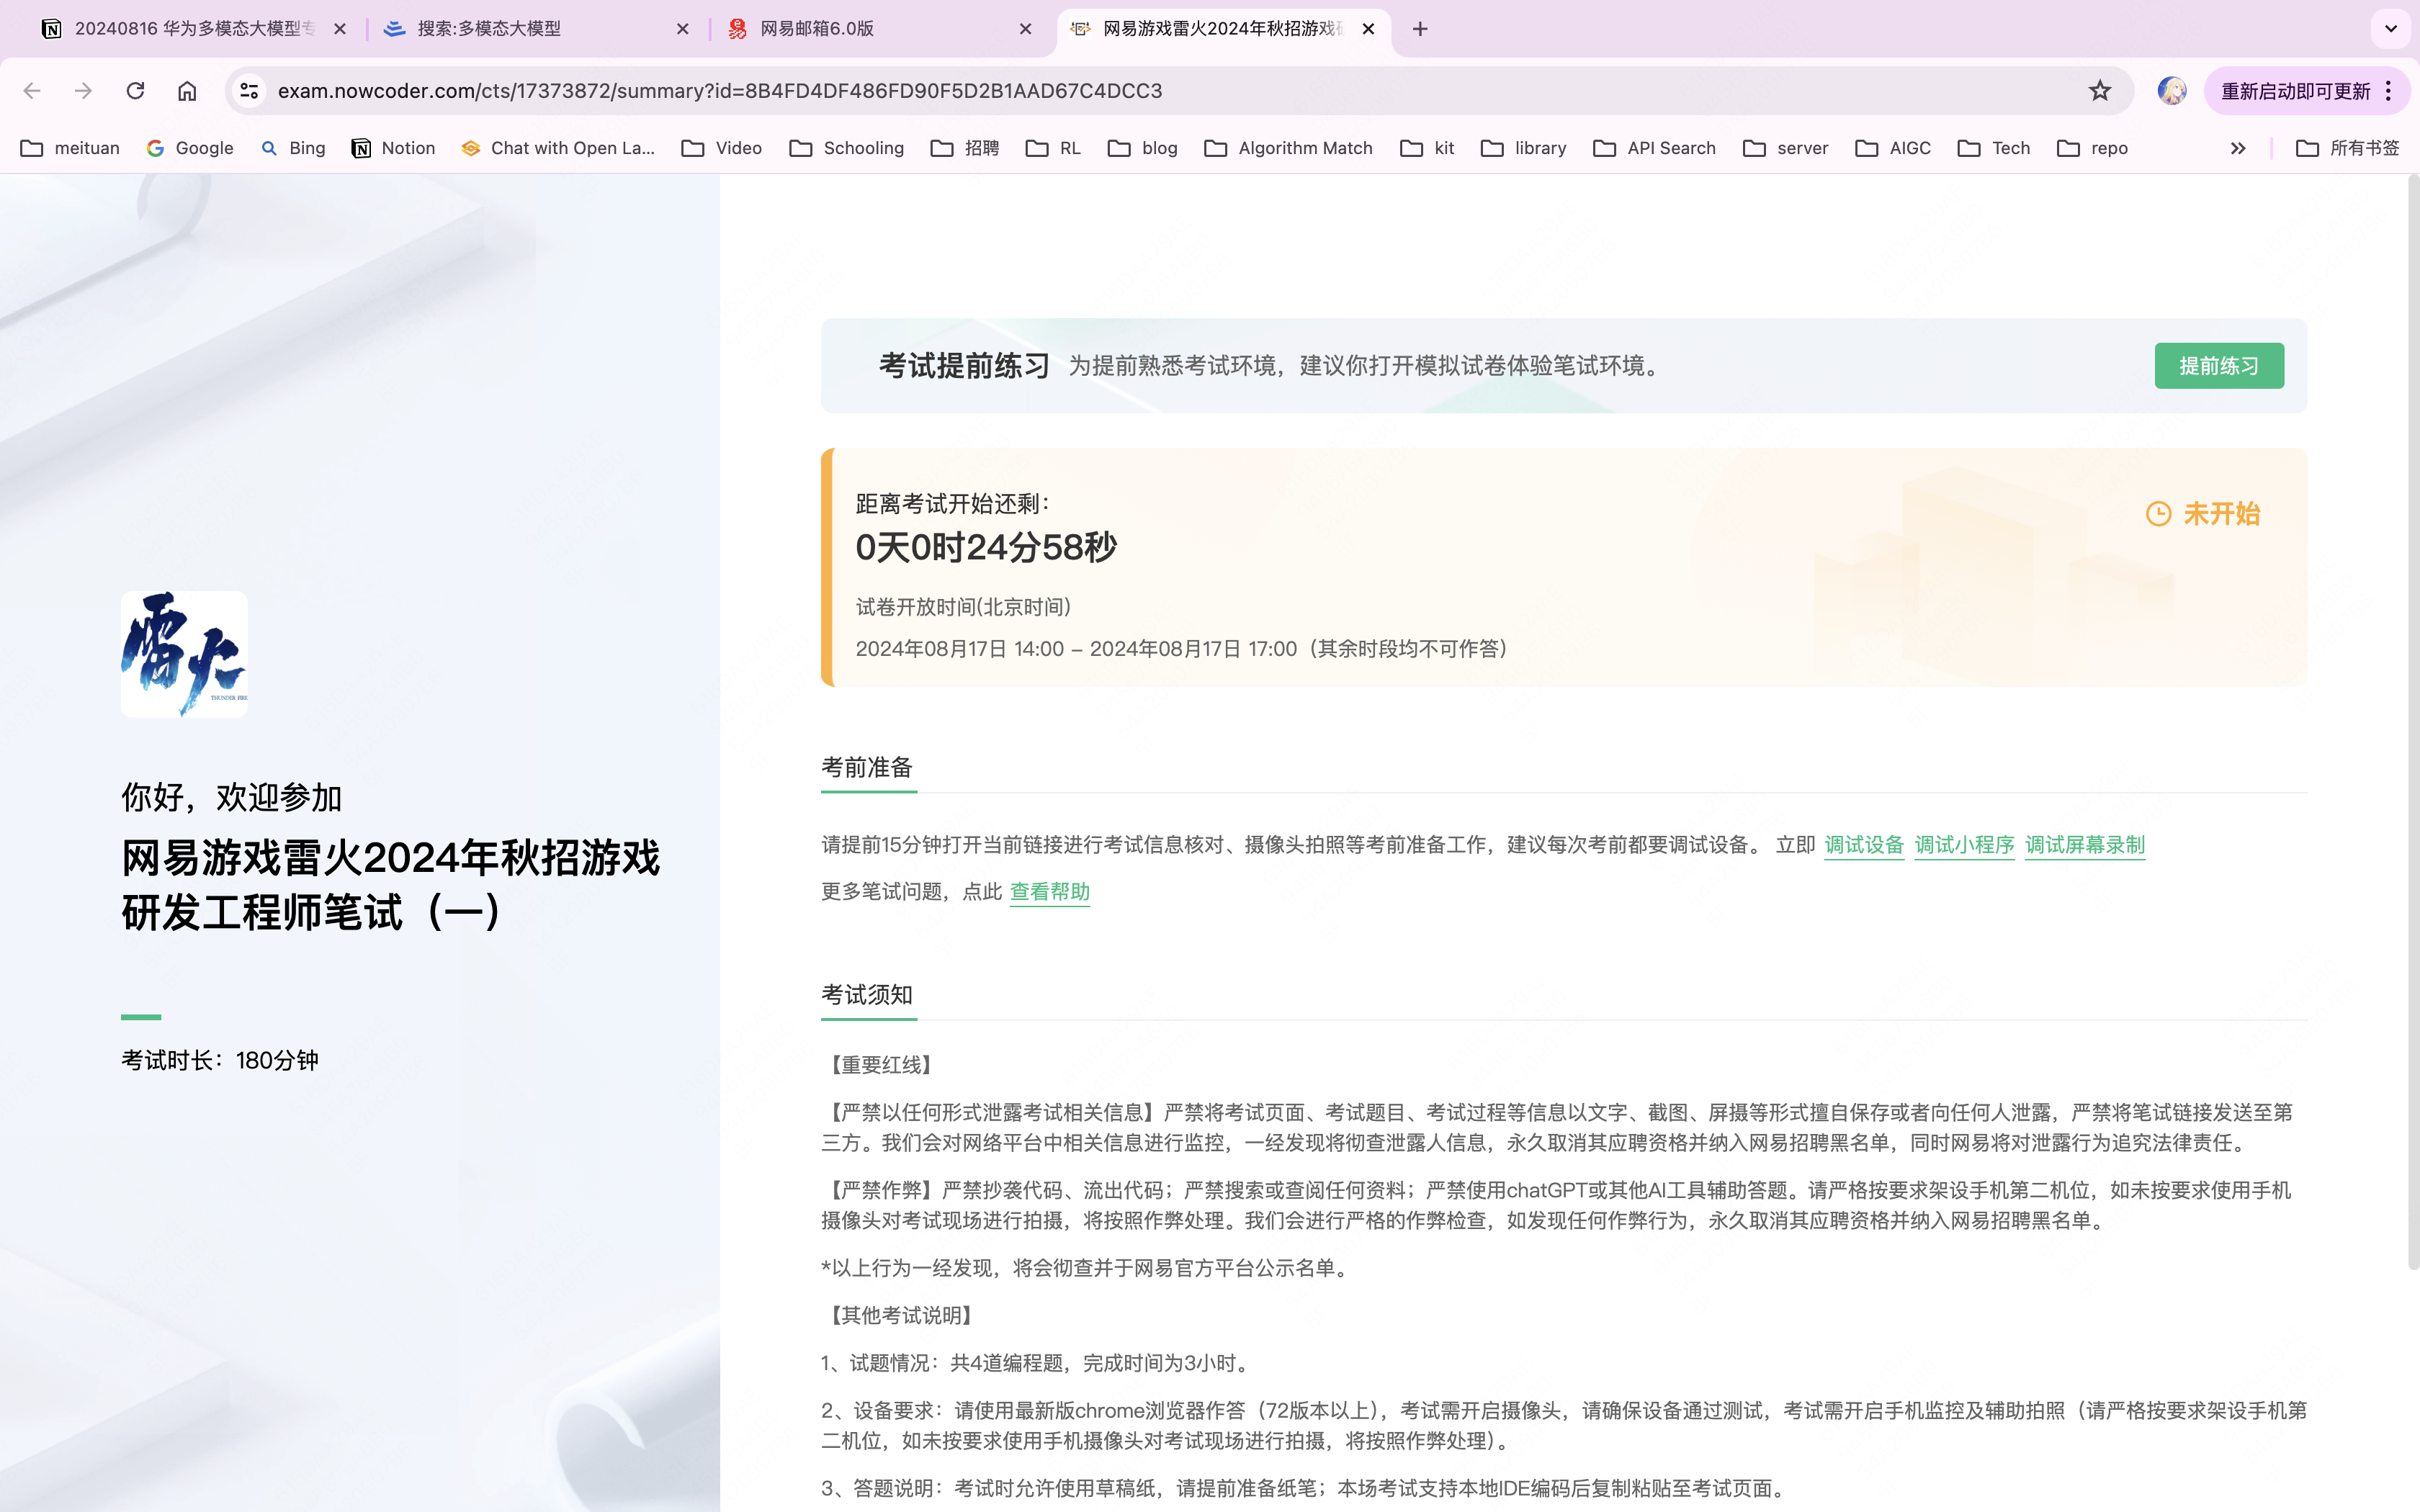 20240816 华为多模态大模型专
搜索:多模态大模型
网易邮箱6.0版
网易游戏雷火2024年秋招游戏研
exam.nowcoder.com/cts/17373872/summary?id=8B4FD4DF486FD90F5D2B1AAD67C4DCC3
重新启动即可更新
meituan
Google
Bing
Notion
Chat with Open La...
Video
Schooling
招聘
RL
blog
Algorithm Match
kit
library
API Search
server
AIGC
Tech
repo
所有书签
雷火
THUNDER FIRE
你好，欢迎参加
网易游戏雷火2024年秋招游戏
研发工程师笔试（一）
考试时长：180分钟
考试提前练习 为提前熟悉考试环境，建议你打开模拟试卷体验笔试环境。
提前练习
距离考试开始还剩：
0天0时24分58秒
未开始
试卷开放时间(北京时间)
2024年08月17日 14:00 – 2024年08月17日 17:00（其余时段均不可作答）
考前准备
请提前15分钟打开当前链接进行考试信息核对、摄像头拍照等考前准备工作，建议每次考前都要调试设备。 立即 调试设备 调试小程序 调试屏幕录制
更多笔试问题，点此 查看帮助
考试须知
【重要红线】
【严禁以任何形式泄露考试相关信息】严禁将考试页面、考试题目、考试过程等信息以文字、截图、屏摄等形式擅自保存或者向任何人泄露，严禁将笔试链接发送至第
三方。我们会对网络平台中相关信息进行监控，一经发现将彻查泄露人信息，永久取消其应聘资格并纳入网易招聘黑名单，同时网易将对泄露行为追究法律责任。
【严禁作弊】严禁抄袭代码、流出代码；严禁搜索或查阅任何资料；严禁使用chatGPT或其他AI工具辅助答题。请严格按要求架设手机第二机位，如未按要求使用手机
摄像头对考试现场进行拍摄，将按照作弊处理。我们会进行严格的作弊检查，如发现任何作弊行为，永久取消其应聘资格并纳入网易招聘黑名单。
*以上行为一经发现，将会彻查并于网易官方平台公示名单。
【其他考试说明】
1、试题情况：共4道编程题，完成时间为3小时。
2、设备要求：请使用最新版chrome浏览器作答（72版本以上），考试需开启摄像头，请确保设备通过测试，考试需开启手机监控及辅助拍照（请严格按要求架设手机第
二机位，如未按要求使用手机摄像头对考试现场进行拍摄，将按照作弊处理）。
3、答题说明：考试时允许使用草稿纸，请提前准备纸笔；本场考试支持本地IDE编码后复制粘贴至考试页面。